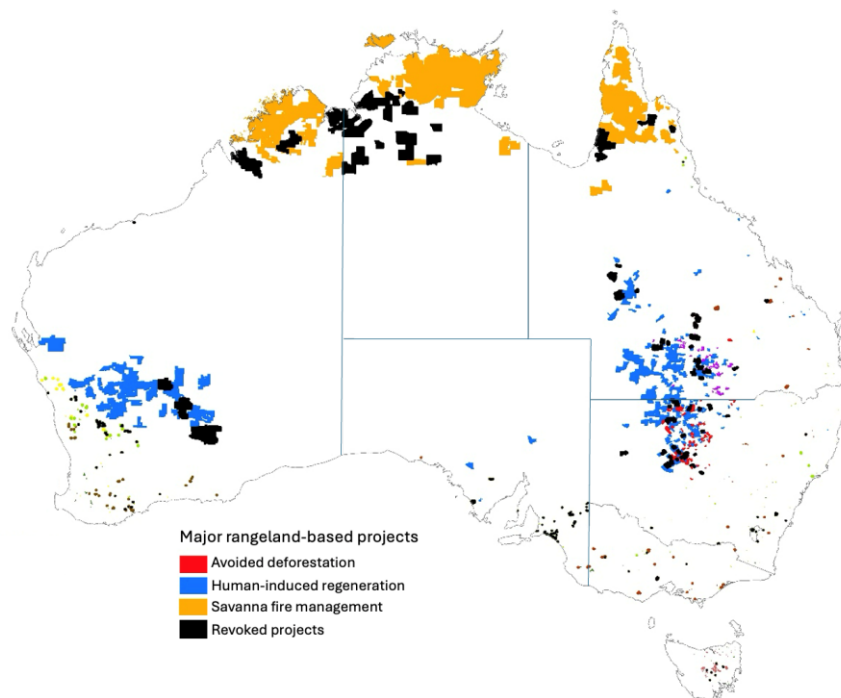 Major rangeland-based projects
Avoided deforestation
Human-induced regeneration
Savanna fire management
Revoked projects